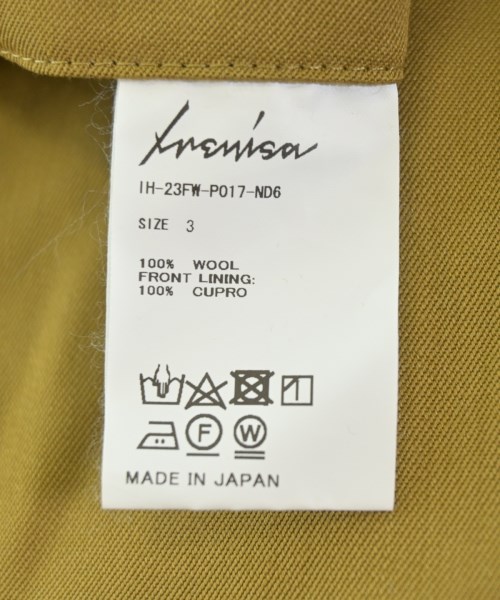 Irenisa
IH-23FW-P017-ND6
SIZE 3
100% WOOL
FRONT LINING:
100% CUPRO
F W
MADE IN JAPAN